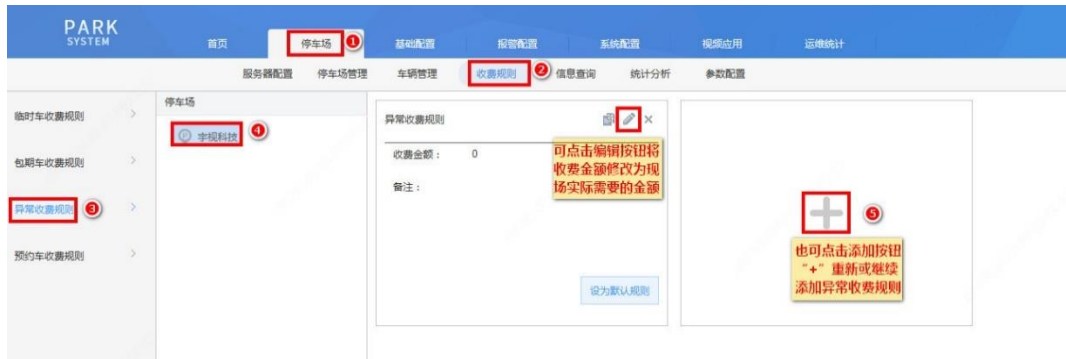 PARK
SYSTEM
首页
停车场
1
基础配置
报警配置
系统配置
视频应用
运维统计
服务器配置
停车场管理
车辆管理
收费规则
2
信息查询
统计分析
参数配置
临时车收费规则
包期车收费规则
异常收费规则
3
预约车收费规则
停车场
P 宇视科技
4
异常收费规则
收费金额：
0
备注：
可点击编辑按钮将
收费金额修改为现
场实际需要的金额
设为默认规则
5
也可点击添加按钮
“+”重新或继续
添加异常收费规则